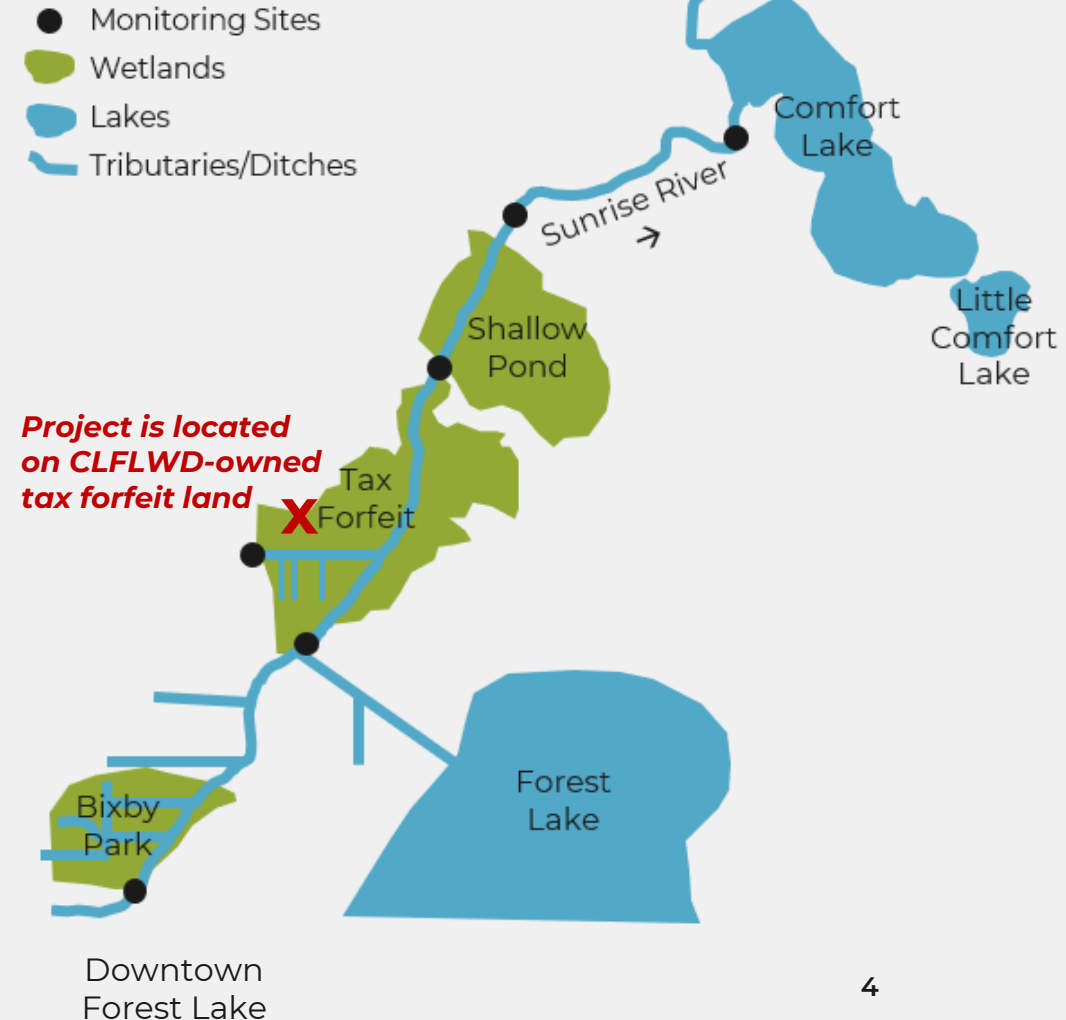 Monitoring Sites
Wetlands
Lakes
Tributaries/Ditches
Comfort
Lake
Sunrise River
→
Little
Comfort
Lake
Shallow
Pond
Project is located
on CLFLWD-owned
tax forfeit land
X
Tax
Forfeit
Forest
Lake
Bixby
Park
Downtown
Forest Lake
4